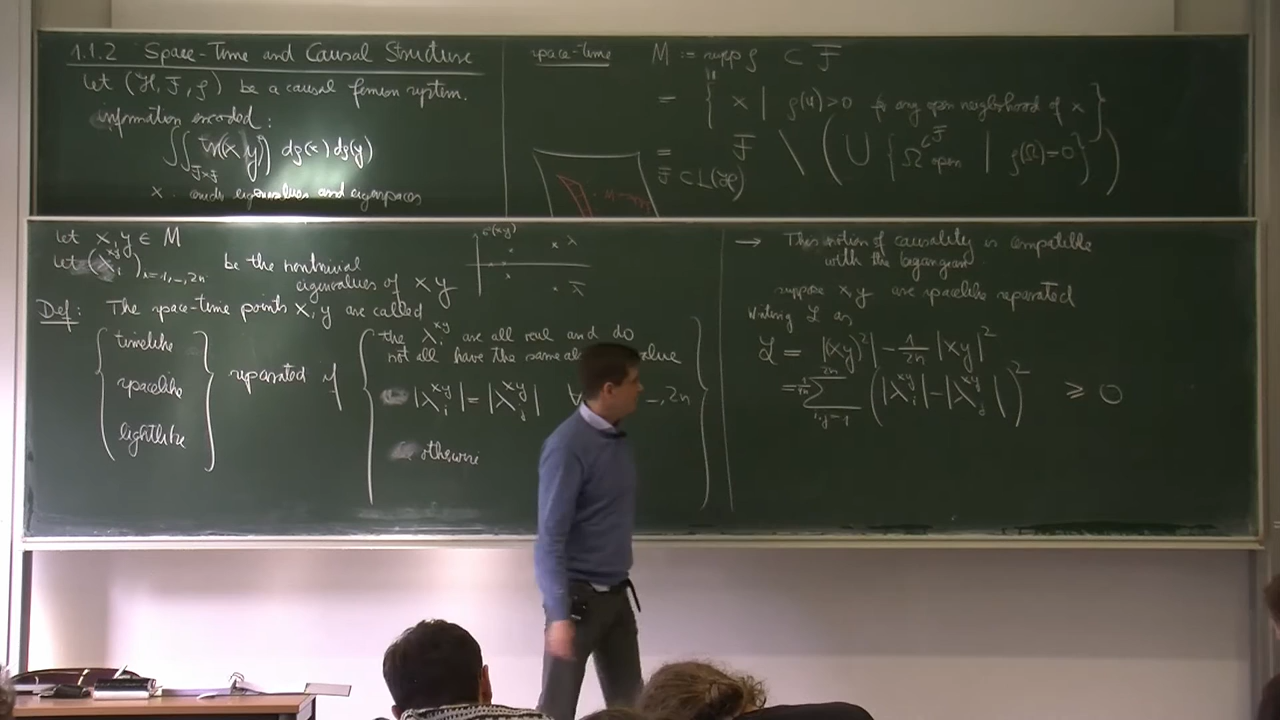 1.1.2 Space-Time and Causal Structure
Let (ℋ, F, ρ) be a causal fermion system.
information encoded:
∬_{F×F} tr(x y) dρ(x) dρ(y)
x encode eigenvalues and eigenspaces
space-time M := supp ρ ⊂ F
= { x | ρ(U)>0 for any open neighborhood of x }
= F \ ( ∪ { Ω ⊂ F open | ρ(Ω)=0 } )
F ⊂ L(ℋ)
let x, y ∈ M
let (λ_i^{xy})_{i=1,..,2n} be the nontrivial
eigenvalues of x y
σ(xy)
× λ
× λ̄
Def: The space-time points x, y are called
{ timelike
spacelike
lightlike }
separated if
{ the λ_i^{xy} are all real and do
not all have the same value
|λ_i^{xy}| = |λ_j^{xy}| ∀ .., 2n
otherwise }
→ This notion of causality is compatible
with the Lagrangian
suppose x, y are spacelike separated
Writing ℒ as
ℒ = |(xy)²| - 1/2n |xy|²
= 1/4n ∑_{i,j=1}^{2n} (|λ_i^{xy}| - |λ_j^{xy}|)² ≥ 0